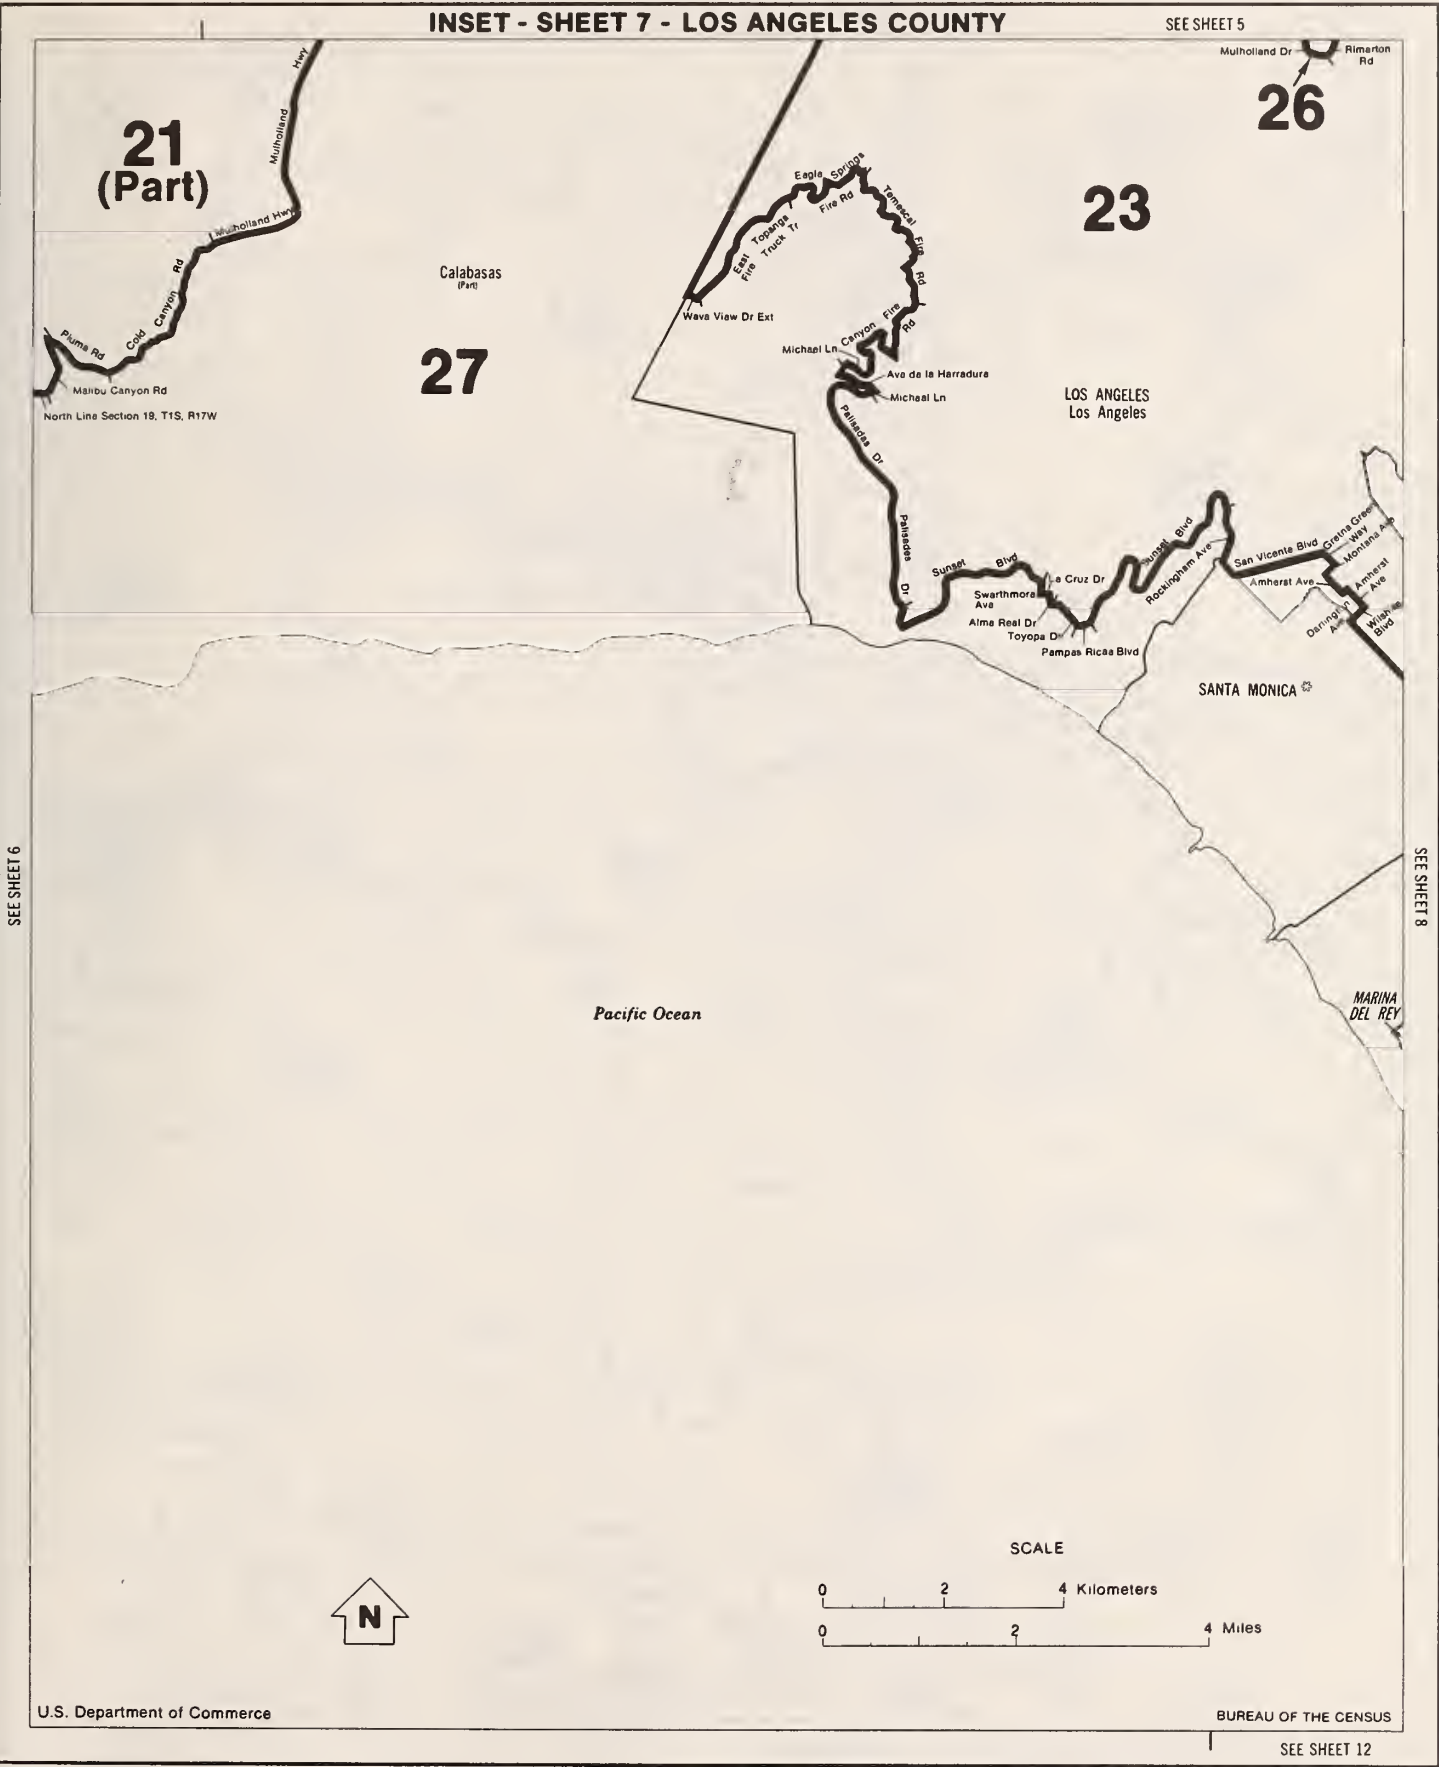 INSET - SHEET 7 - LOS ANGELES COUNTY
SEE SHEET 5
Mulholland Dr
Rimerton
Rd
26
Hwy
Mulholland
21
(Part)
Mulholland Hwy
Cold Canyon Rd
Piuma Rd
Malibu Canyon Rd
North Line Section 19, T1S, R17W
Calabasas
(Part)
27
Eagle Springs
Fire Rd
East Topanga
Fire Truck Tr
Temescal Fire Rd
Wava View Dr Ext
23
Canyon Fire
Rd
Michael Ln
Ave de la Harradura
Michael Ln
LOS ANGELES
Los Angeles
Palisades Dr
Palisades Dr
Sunset Blvd
La Cruz Dr
Swarthmora
Ava
Alma Real Dr
Toyopa Dr
Pampas Ricas Blvd
Sunset Blvd
Rockingham Ave
San Vicente Blvd
Gretna Green
Way
Montana Ave
Amherst Ave
Amherst
Ave
Wilshire
Blvd
SANTA MONICA
SEE SHEET 6
SEE SHEET 8
Pacific Ocean
MARINA
DEL REY
SCALE
0 2 4 Kilometers
0 2 4 Miles
N
U.S. Department of Commerce
BUREAU OF THE CENSUS
SEE SHEET 12